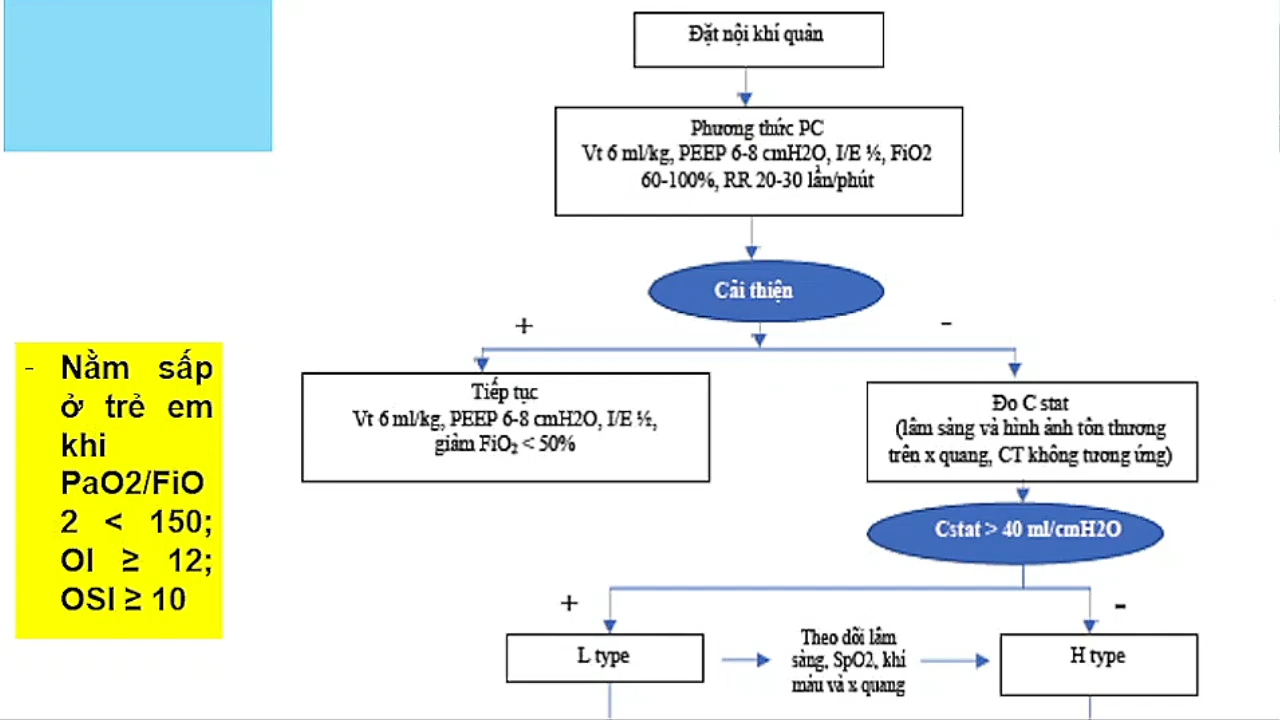 Đặt nội khí quản
Phương thức PC
Vt 6 ml/kg, PEEP 6-8 cmH2O, I/E ½, FiO2
60-100%, RR 20-30 lần/phút
Cải thiện
+
-
Tiếp tục
Vt 6 ml/kg, PEEP 6-8 cmH2O, I/E ½,
giảm FiO₂ < 50%
Đo C stat
(lâm sàng và hình ảnh tổn thương
trên x quang, CT không tương ứng)
Cstat > 40 ml/cmH2O
+
-
L type
Theo dõi lâm
sàng, SpO2, khí
máu và x quang
H type
- Nằm sấp
ở trẻ em
khi
PaO2/FiO
2 < 150;
OI ≥ 12;
OSI ≥ 10